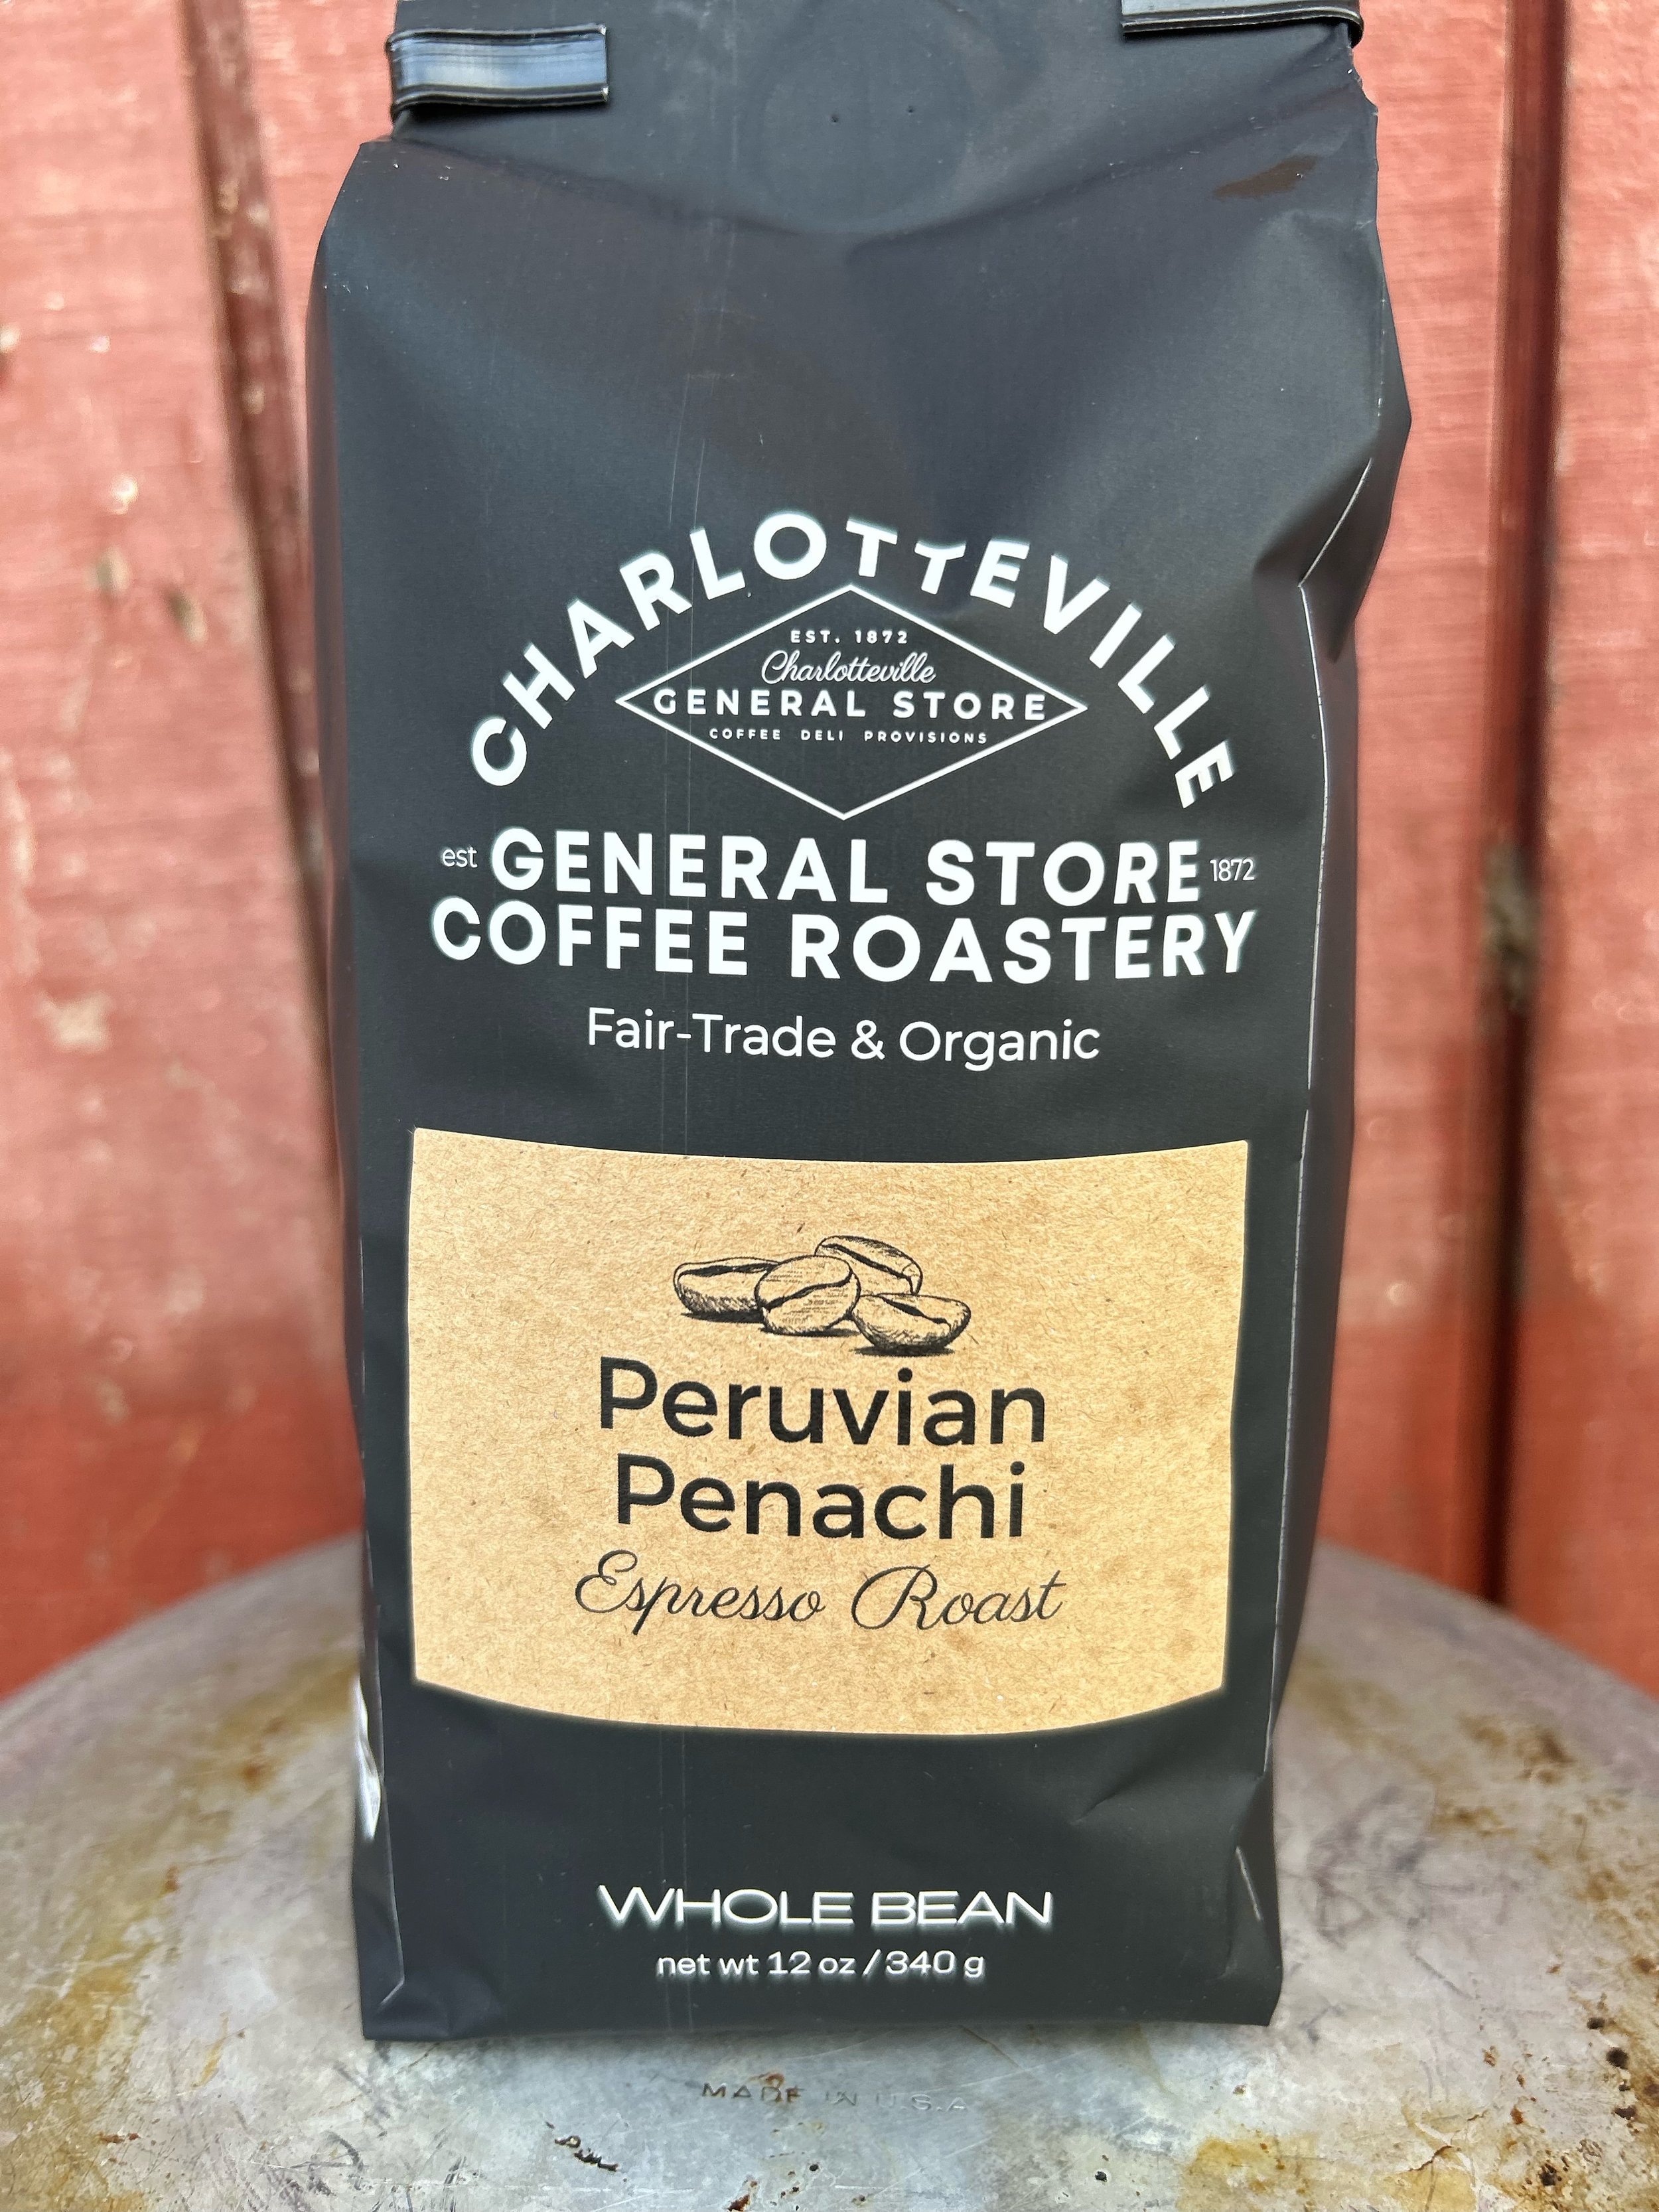 CHARLOTTEVILLE
EST. 1872
Charlotteville
GENERAL STORE
COFFEE DELI PROVISIONS
est GENERAL STORE 1872
COFFEE ROASTERY
Fair-Trade & Organic
Peruvian
Penachi
Espresso Roast
WHOLE BEAN
net wt 12 oz / 340 g
MADE IN U.S.A